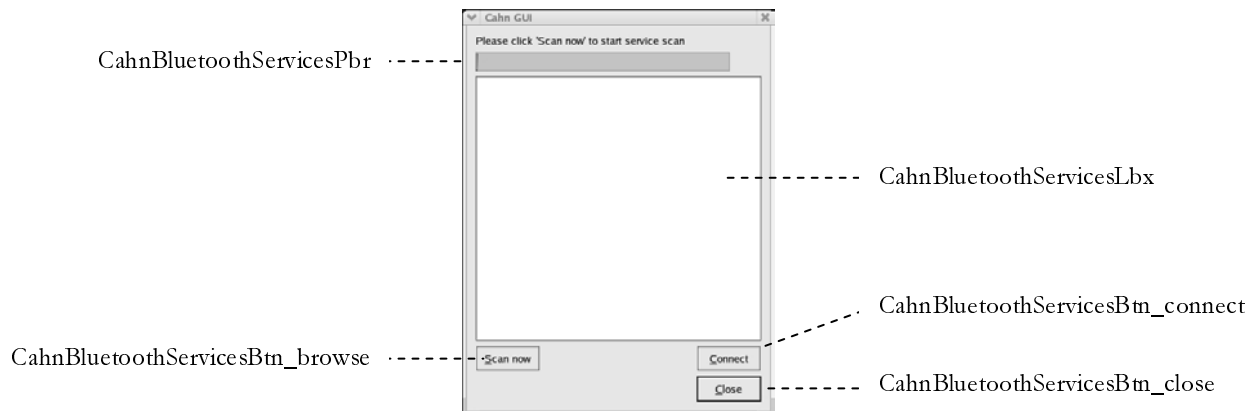 Cahn GUI
Please click 'Scan now' to start service scan
CahnBluetoothServicesPbr
CahnBluetoothServicesLbx
CahnBluetoothServicesBtn_connect
CahnBluetoothServicesBtn_browse
Scan now
Connect
CahnBluetoothServicesBtn_close
Close